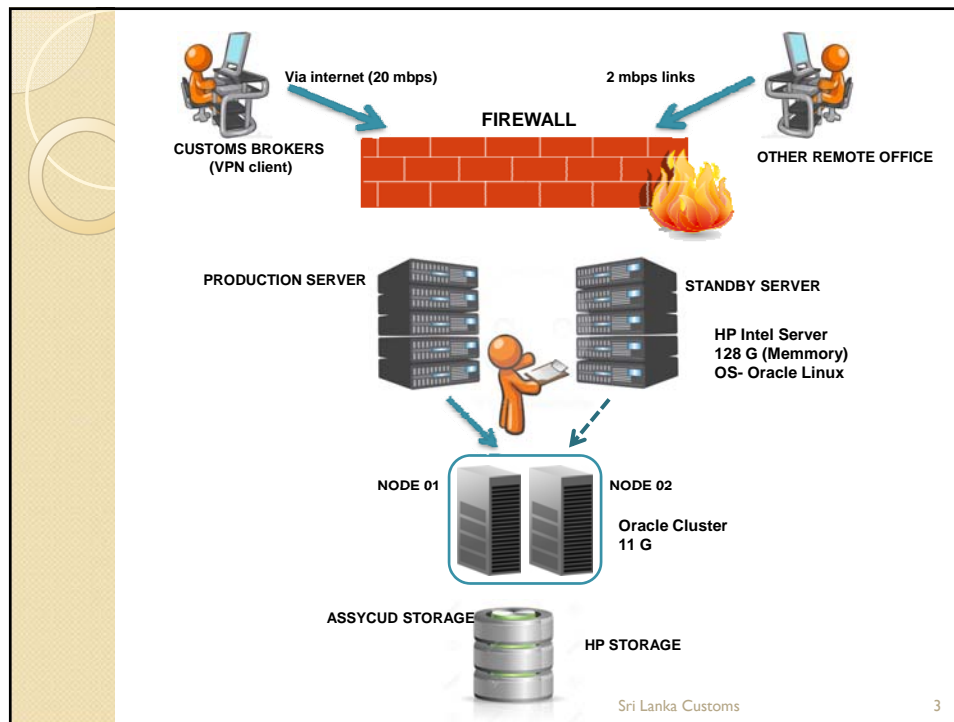 Via internet (20 mbps)
2 mbps links
FIREWALL
CUSTOMS BROKERS
(VPN client)
OTHER REMOTE OFFICE
PRODUCTION SERVER
STANDBY SERVER
HP Intel Server
128 G (Memmory)
OS- Oracle Linux
NODE 01
NODE 02
Oracle Cluster
11 G
ASSYCUD STORAGE
HP STORAGE
Sri Lanka Customs
3